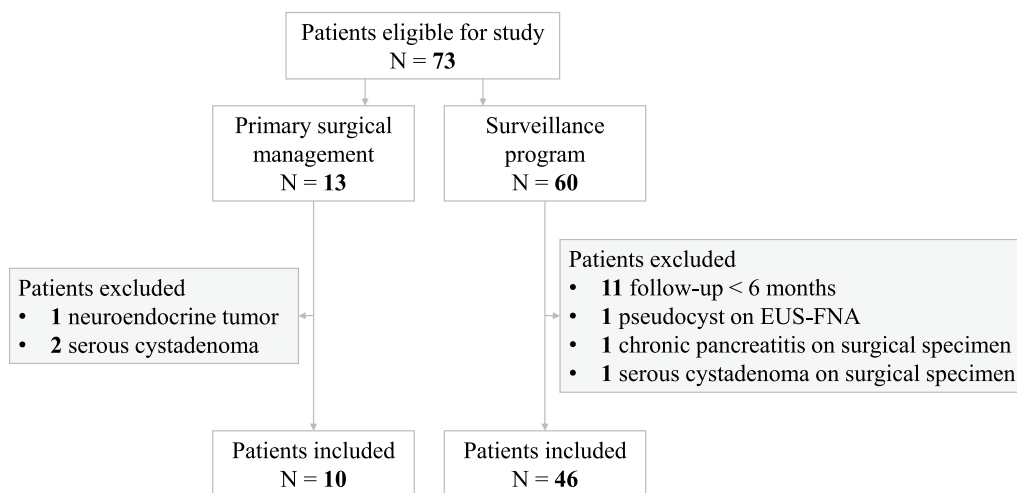 Patients eligible for study
N = 73
Primary surgical
management
N = 13
Surveillance
program
N = 60
Patients excluded
• 1 neuroendocrine tumor
• 2 serous cystadenoma
Patients excluded
• 11 follow-up < 6 months
• 1 pseudocyst on EUS-FNA
• 1 chronic pancreatitis on surgical specimen
• 1 serous cystadenoma on surgical specimen
Patients included
N = 10
Patients included
N = 46